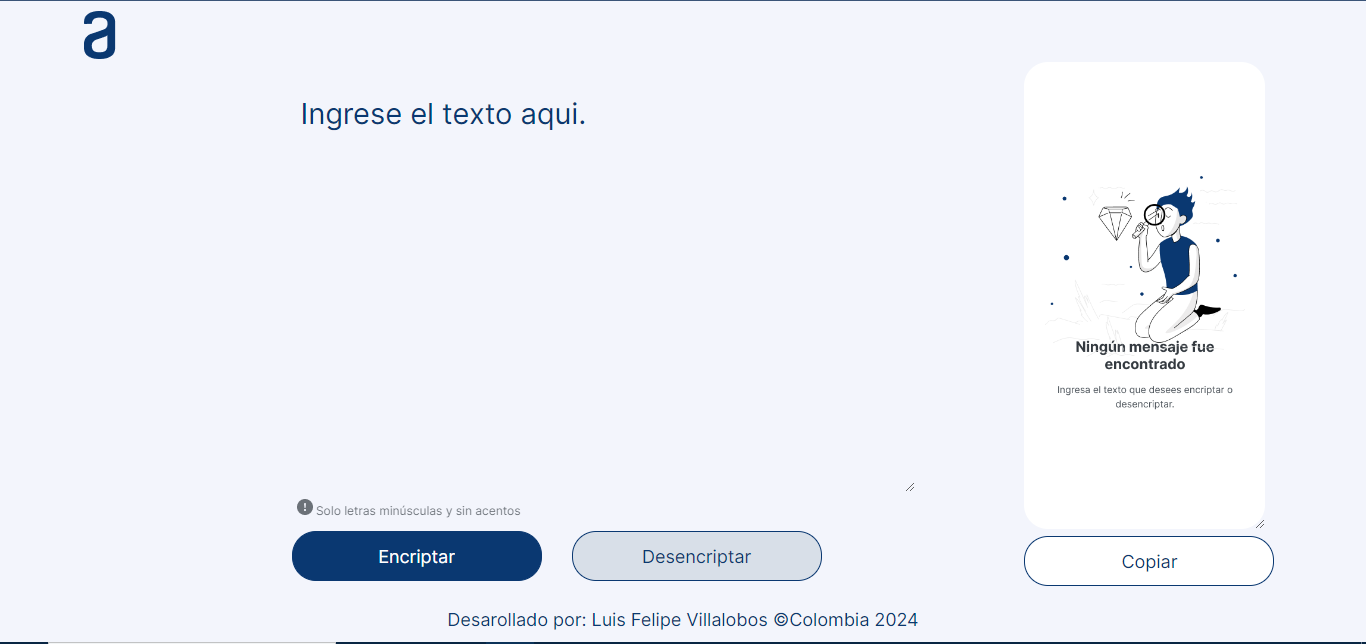 a
Ingrese el texto aqui.
Ningún mensaje fue
encontrado
Ingresa el texto que desees encriptar o
desencriptar.
! Solo letras minúsculas y sin acentos
Encriptar
Desencriptar
Copiar
Desarollado por: Luis Felipe Villalobos ©Colombia 2024